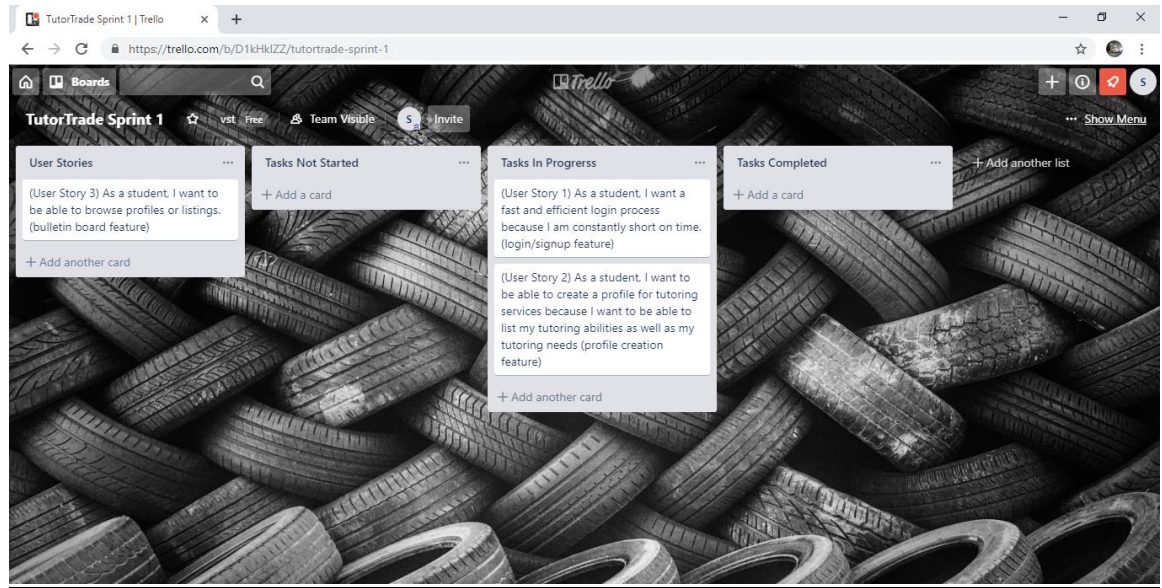 TutorTrade Sprint 1 | Trello
https://trello.com/b/D1kHklZZ/tutortrade-sprint-1
Boards
Trello
S
TutorTrade Sprint 1
vst Free
Team Visible
S
Invite
... Show Menu
User Stories
(User Story 3) As a student, I want to
be able to browse profiles or listings.
(bulletin board feature)
+ Add another card
Tasks Not Started
+ Add a card
Tasks In Progrerss
(User Story 1) As a student, I want a
fast and efficient login process
because I am constantly short on time.
(login/signup feature)
(User Story 2) As a student, I want to
be able to create a profile for tutoring
services because I want to be able to
list my tutoring abilities as well as my
tutoring needs (profile creation
feature)
+ Add another card
Tasks Completed
+ Add a card
+ Add another list